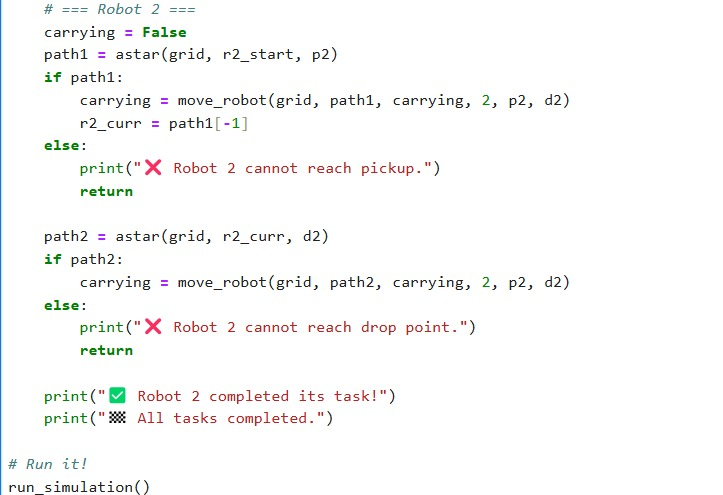 # === Robot 2 ===
carrying = False
path1 = astar(grid, r2_start, p2)
if path1:
carrying = move_robot(grid, path1, carrying, 2, p2, d2)
r2_curr = path1[-1]
else:
print("❌ Robot 2 cannot reach pickup.")
return
path2 = astar(grid, r2_curr, d2)
if path2:
carrying = move_robot(grid, path2, carrying, 2, p2, d2)
else:
print("❌ Robot 2 cannot reach drop point.")
return
print("✅ Robot 2 completed its task!")
print("🏁 All tasks completed.")
# Run it!
run_simulation()